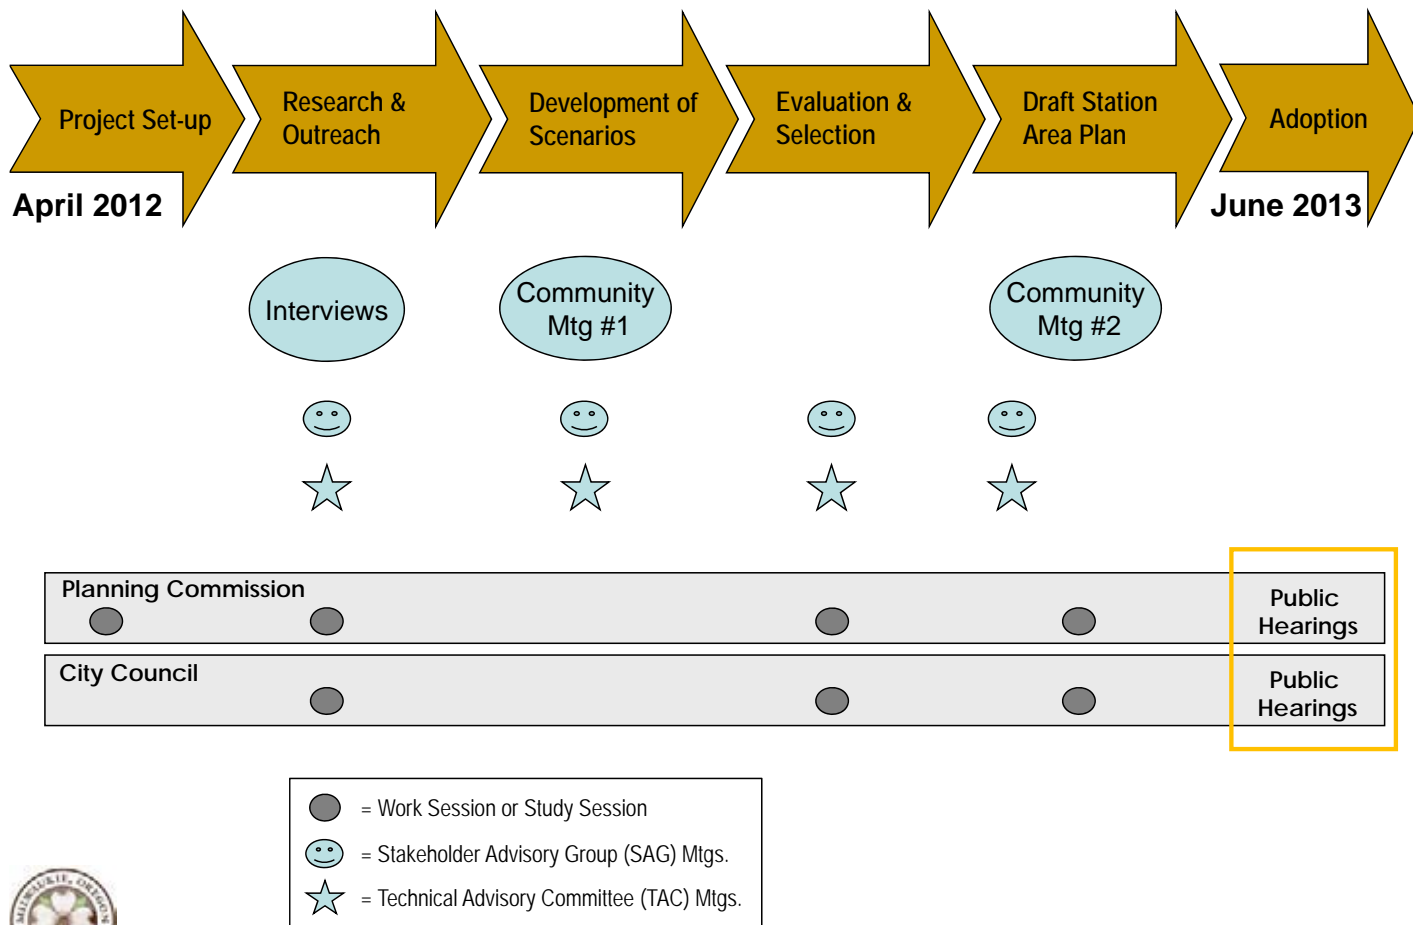 Project Set-up
Research &
Outreach
Development of
Scenarios
Evaluation &
Selection
Draft Station
Area Plan
Adoption
April 2012
June 2013
Interviews
Community
Mtg #1
Community
Mtg #2
Planning Commission
Public
Hearings
City Council
Public
Hearings
= Work Session or Study Session
= Stakeholder Advisory Group (SAG) Mtgs.
= Technical Advisory Committee (TAC) Mtgs.
MILWAUKIE, OREGON